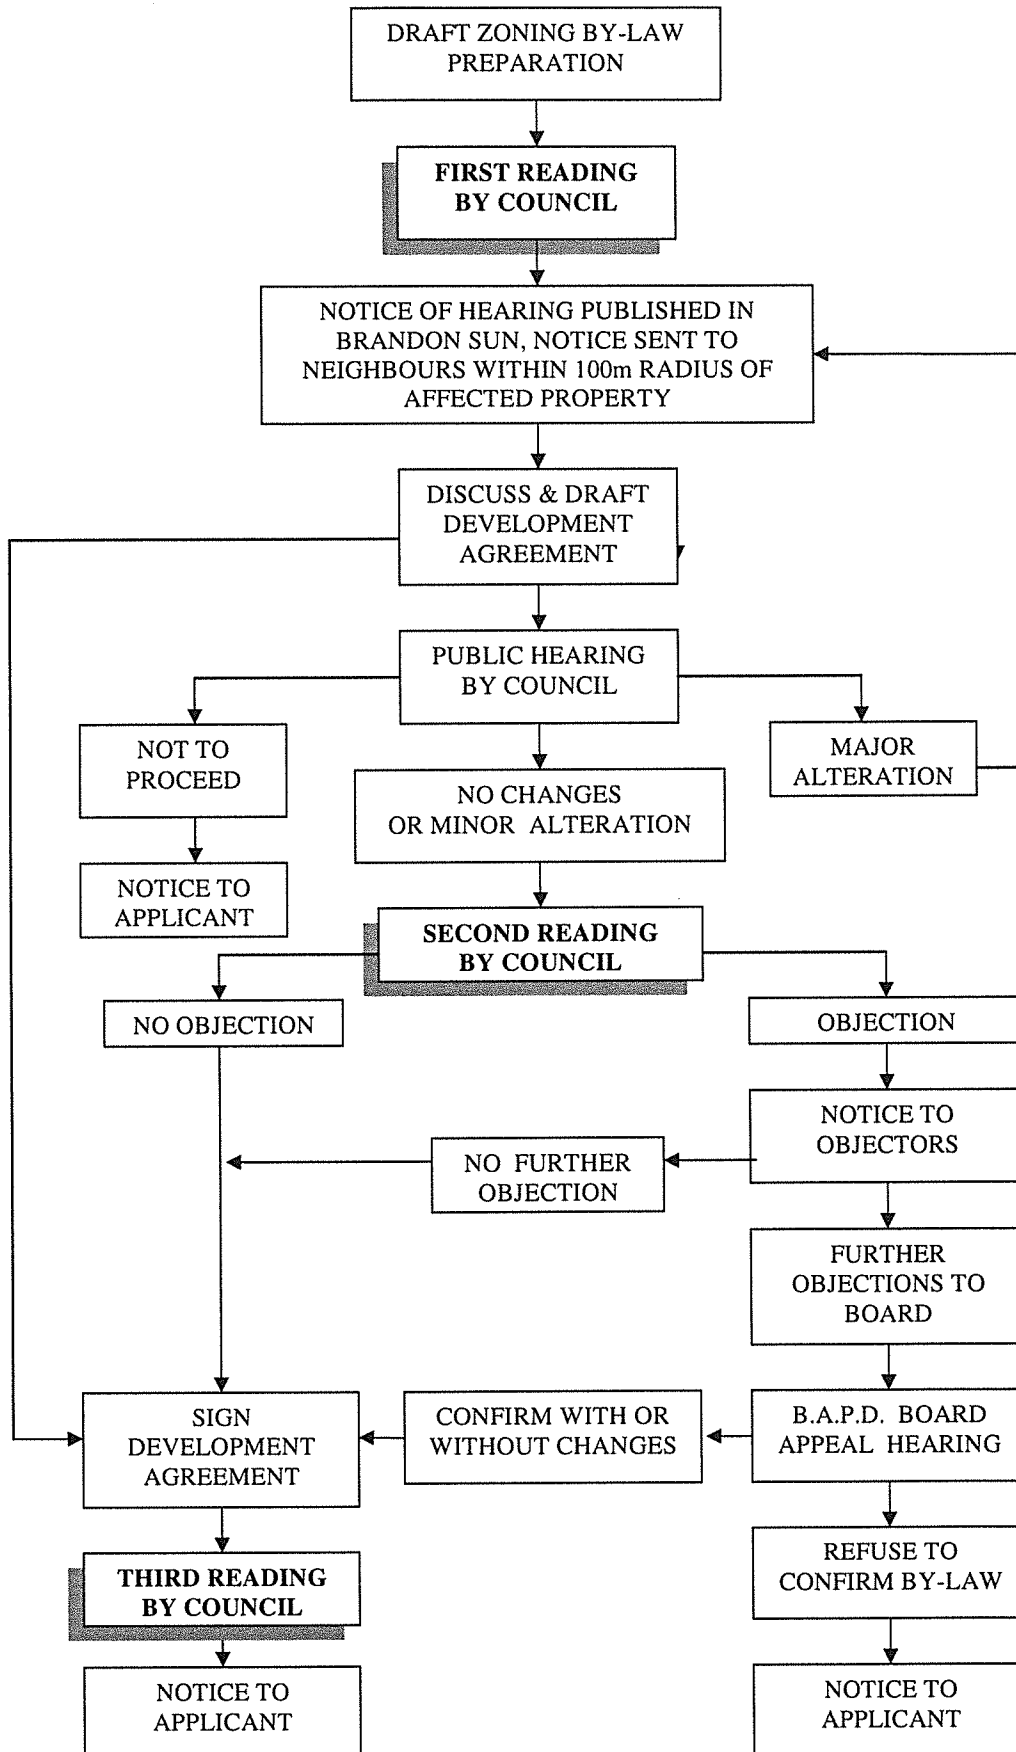 DRAFT ZONING BY-LAW
PREPARATION
FIRST READING
BY COUNCIL
NOTICE OF HEARING PUBLISHED IN
BRANDON SUN, NOTICE SENT TO
NEIGHBOURS WITHIN 100m RADIUS OF
AFFECTED PROPERTY
DISCUSS & DRAFT
DEVELOPMENT
AGREEMENT
PUBLIC HEARING
BY COUNCIL
NOT TO
PROCEED
MAJOR
ALTERATION
NO CHANGES
OR MINOR ALTERATION
NOTICE TO
APPLICANT
SECOND READING
BY COUNCIL
NO OBJECTION
OBJECTION
NOTICE TO
OBJECTORS
NO FURTHER
OBJECTION
FURTHER
OBJECTIONS TO
BOARD
SIGN
DEVELOPMENT
AGREEMENT
CONFIRM WITH OR
WITHOUT CHANGES
B.A.P.D. BOARD
APPEAL HEARING
THIRD READING
BY COUNCIL
REFUSE TO
CONFIRM BY-LAW
NOTICE TO
APPLICANT
NOTICE TO
APPLICANT